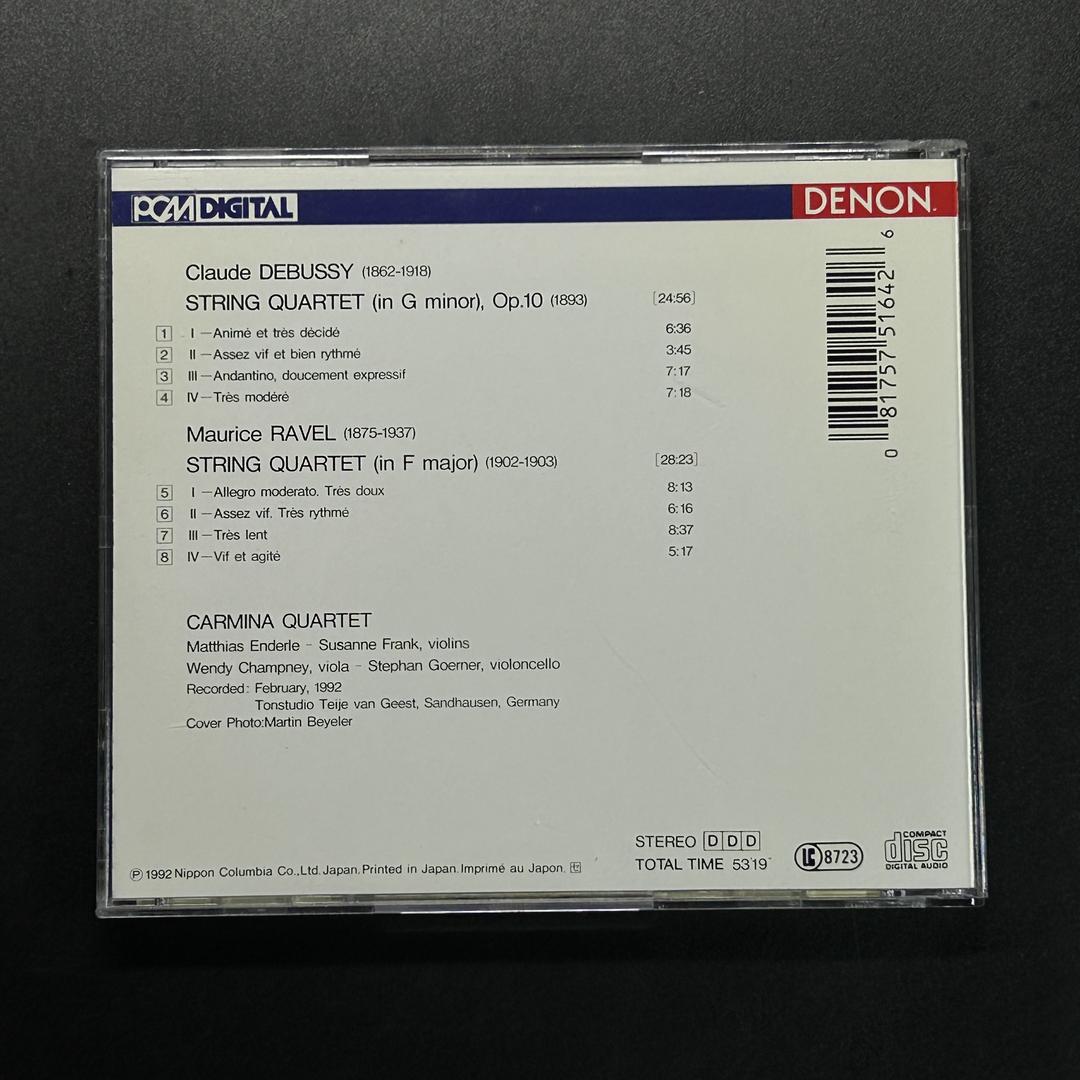 PCM DIGITAL
DENON
Claude DEBUSSY (1862-1918)
STRING QUARTET (in G minor), Op.10 (1893) [24:56]
1 I—Animé et très décidé 6:36
2 II—Assez vif et bien rythmé 3:45
3 III—Andantino, doucement expressif 7:17
4 IV—Très modéré 7:18
Maurice RAVEL (1875-1937)
STRING QUARTET (in F major) (1902-1903) [28:23]
5 I—Allegro moderato. Très doux 8:13
6 II—Assez vif. Très rythmé 6:16
7 III—Très lent 8:37
8 IV—Vif et agité 5:17
CARMINA QUARTET
Matthias Enderle - Susanne Frank, violins
Wendy Champney, viola - Stephan Goerner, violoncello
Recorded: February, 1992
Tonstudio Teije van Geest, Sandhausen, Germany
Cover Photo:Martin Beyeler
0 81757 51642 6
STEREO DDD
TOTAL TIME 53'19"
LC 8723
COMPACT
disc
DIGITAL AUDIO
Ⓟ 1992 Nippon Columbia Co.,Ltd. Japan. Printed in Japan. Imprimé au Japon.